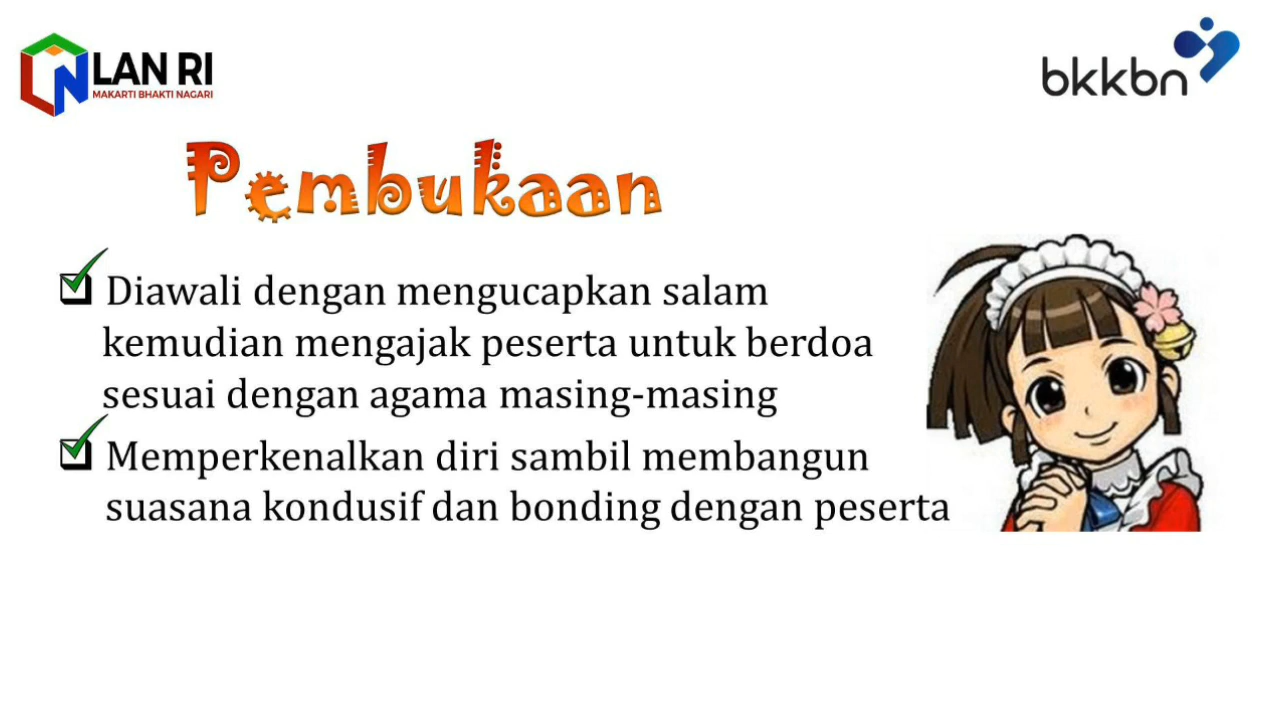 LAN RI
MAKARTI BHAKTI NAGARI
bkkbn
Pembukaan
Diawali dengan mengucapkan salam
kemudian mengajak peserta untuk berdoa
sesuai dengan agama masing-masing
Memperkenalkan diri sambil membangun
suasana kondusif dan bonding dengan peserta